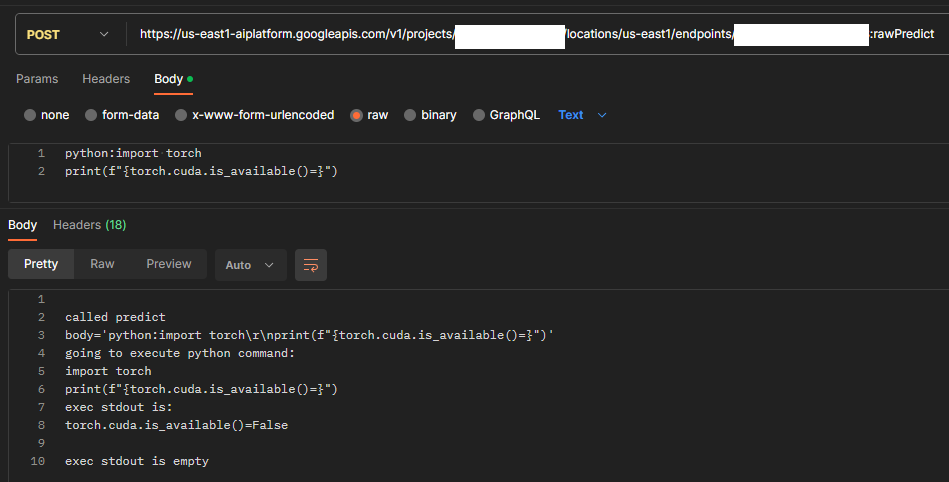 POST https://us-east1-aiplatform.googleapis.com/v1/projects/ /locations/us-east1/endpoints/ :rawPredict
Params Headers Body
none form-data x-www-form-urlencoded raw binary GraphQL Text
1 python:import torch
2 print(f"{torch.cuda.is_available()=}")
Body Headers (18)
Pretty Raw Preview Auto
1
2 called predict
3 body='python:import torch\r\nprint(f"{torch.cuda.is_available()=}")'
4 going to execute python command:
5 import torch
6 print(f"{torch.cuda.is_available()=}")
7 exec stdout is:
8 torch.cuda.is_available()=False
9
10 exec stdout is empty